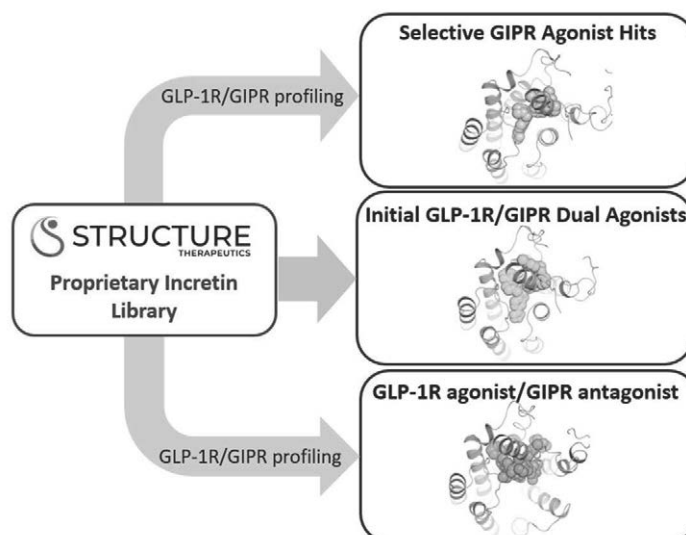 Selective GIPR Agonist Hits
GLP-1R/GIPR profiling
STRUCTURE
THERAPEUTICS
Proprietary Incretin
Library
Initial GLP-1R/GIPR Dual Agonists
GLP-1R agonist/GIPR antagonist
GLP-1R/GIPR profiling